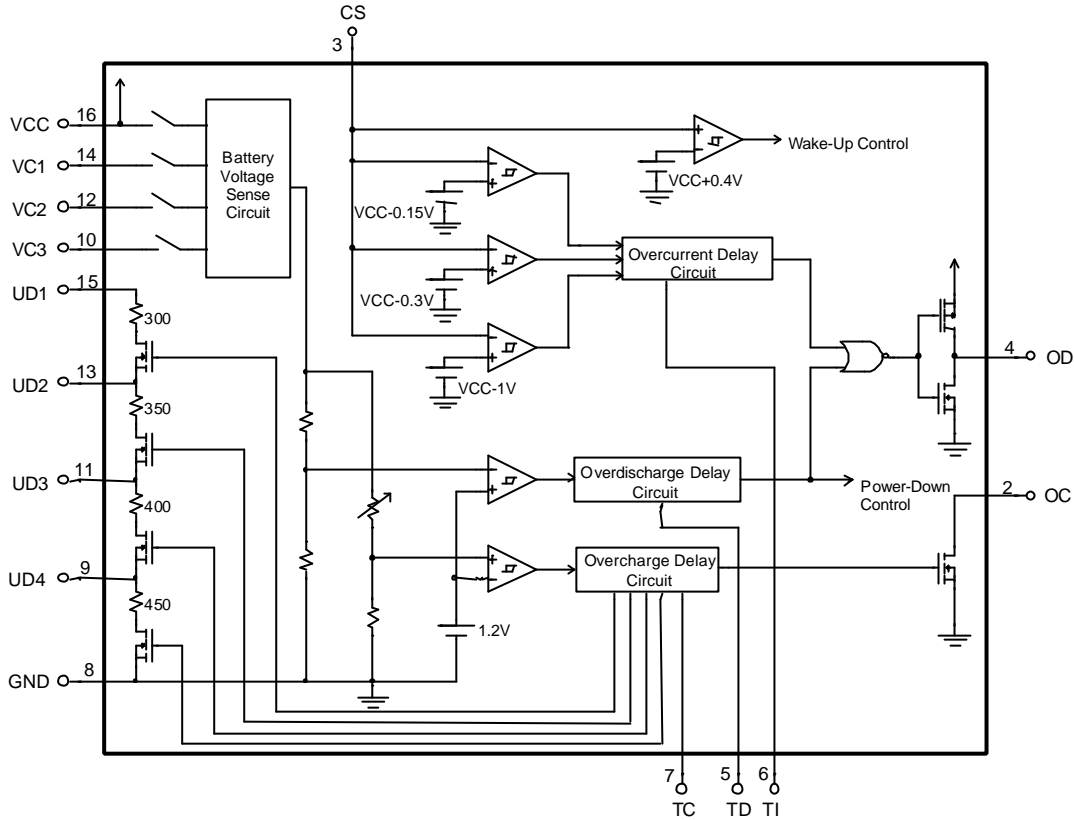 CS
3
VCC 16
VC1 14
VC2 12
VC3 10
UD1 15
300
UD2 13
350
UD3 11
400
UD4 9
450
GND 8
Battery
Voltage
Sense
Circuit
VCC-0.15V
VCC-0.3V
VCC-1V
VCC+0.4V
Wake-Up Control
Overcurrent Delay
Circuit
4 OD
Overdischarge Delay
Circuit
Power-Down
Control
2 OC
Overcharge Delay
Circuit
1.2V
7 5 6
TC TD TI